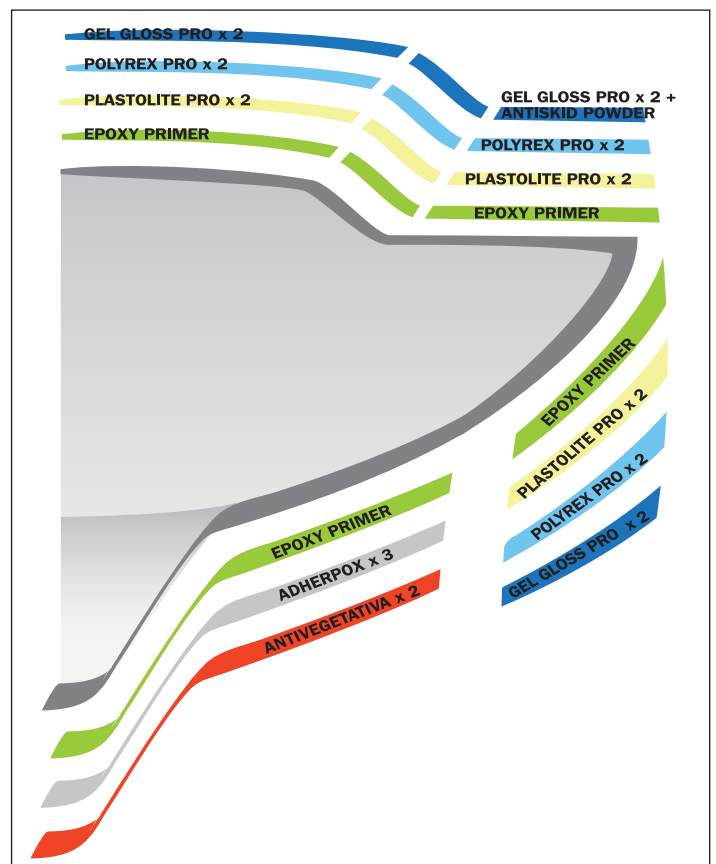 GEL GLOSS PRO x 2
POLYREX PRO x 2
PLASTOLITE PRO x 2
EPOXY PRIMER
GEL GLOSS PRO x 2 +
ANTISKID POWDER
POLYREX PRO x 2
PLASTOLITE PRO x 2
EPOXY PRIMER
EPOXY PRIMER
PLASTOLITE PRO x 2
POLYREX PRO x 2
GEL GLOSS PRO x 2
EPOXY PRIMER
ADHERPOX x 3
ANTIVEGETATIVA x 2